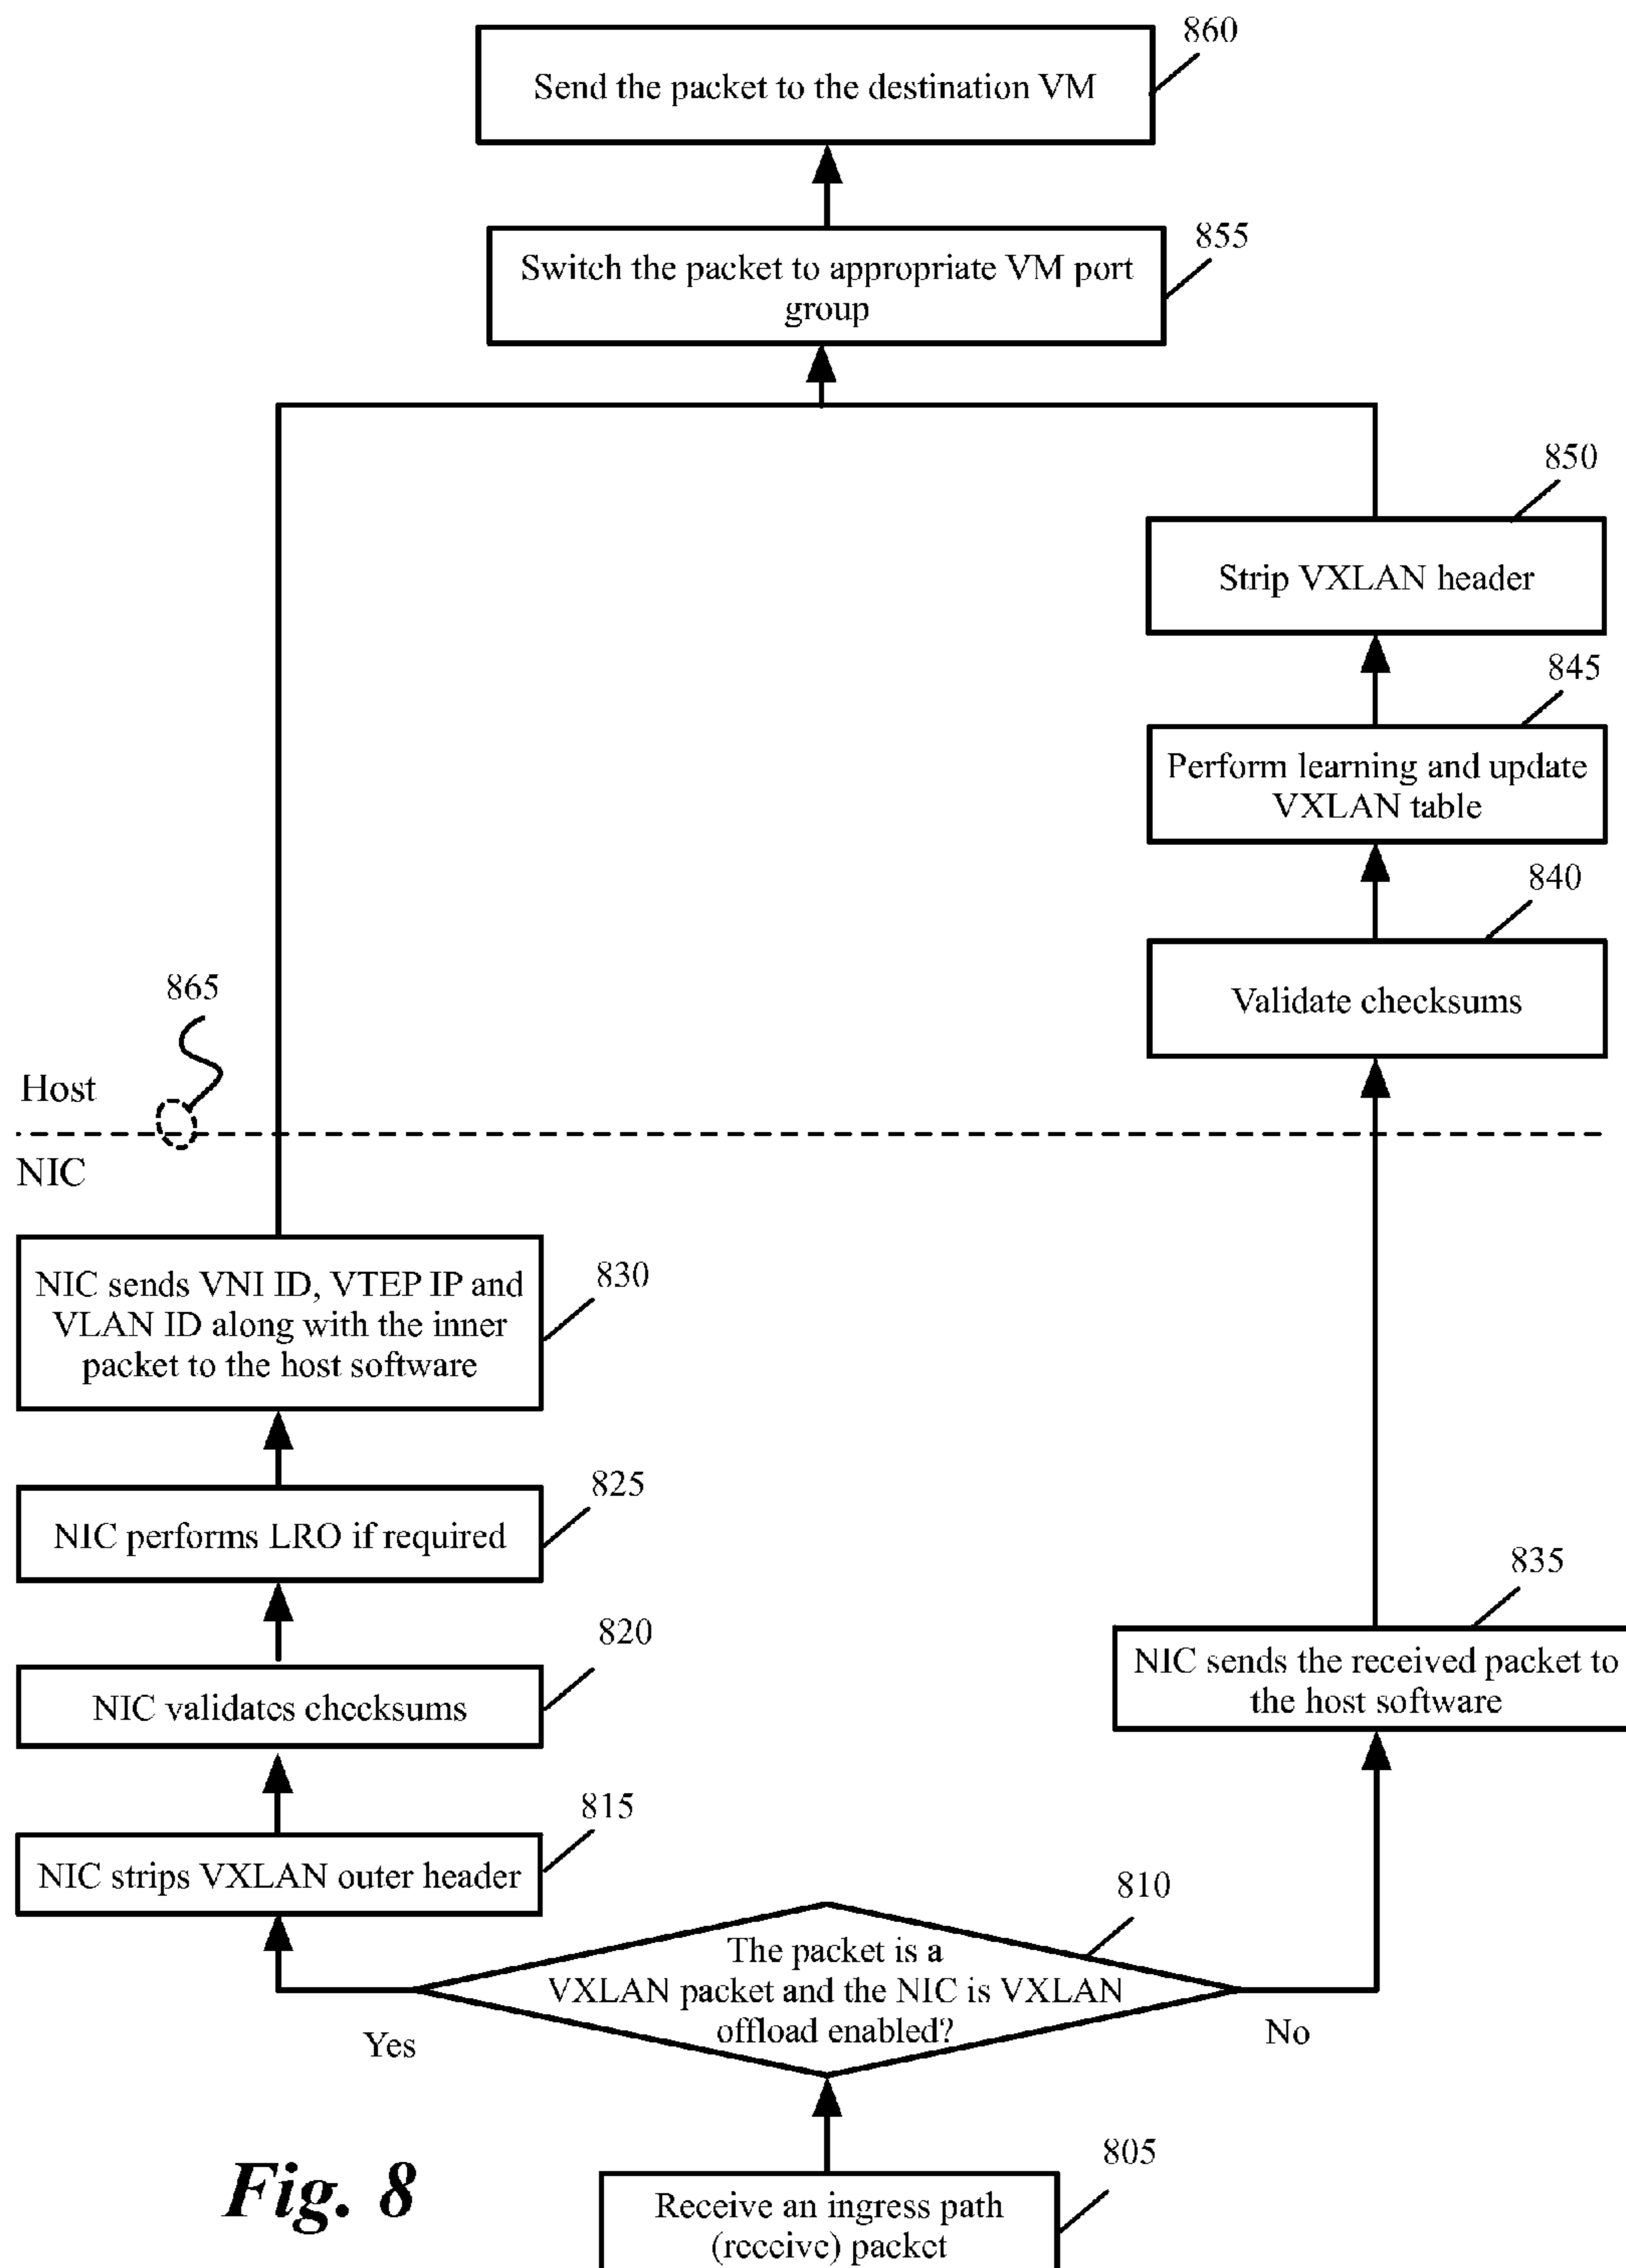 860
Send the packet to the destination VM
855
Switch the packet to appropriate VM port
group
850
Strip VXLAN header
845
Perform learning and update
VXLAN table
840
Validate checksums
865
Host
NIC
NIC sends VNI ID, VTEP IP and
VLAN ID along with the inner
packet to the host software
830
825
NIC performs LRO if required
835
NIC sends the received packet to
the host software
820
NIC validates checksums
815
NIC strips VXLAN outer header
810
The packet is a
VXLAN packet and the NIC is VXLAN
offload enabled?
Yes
No
805
Receive an ingress path
(receive) packet
Fig. 8